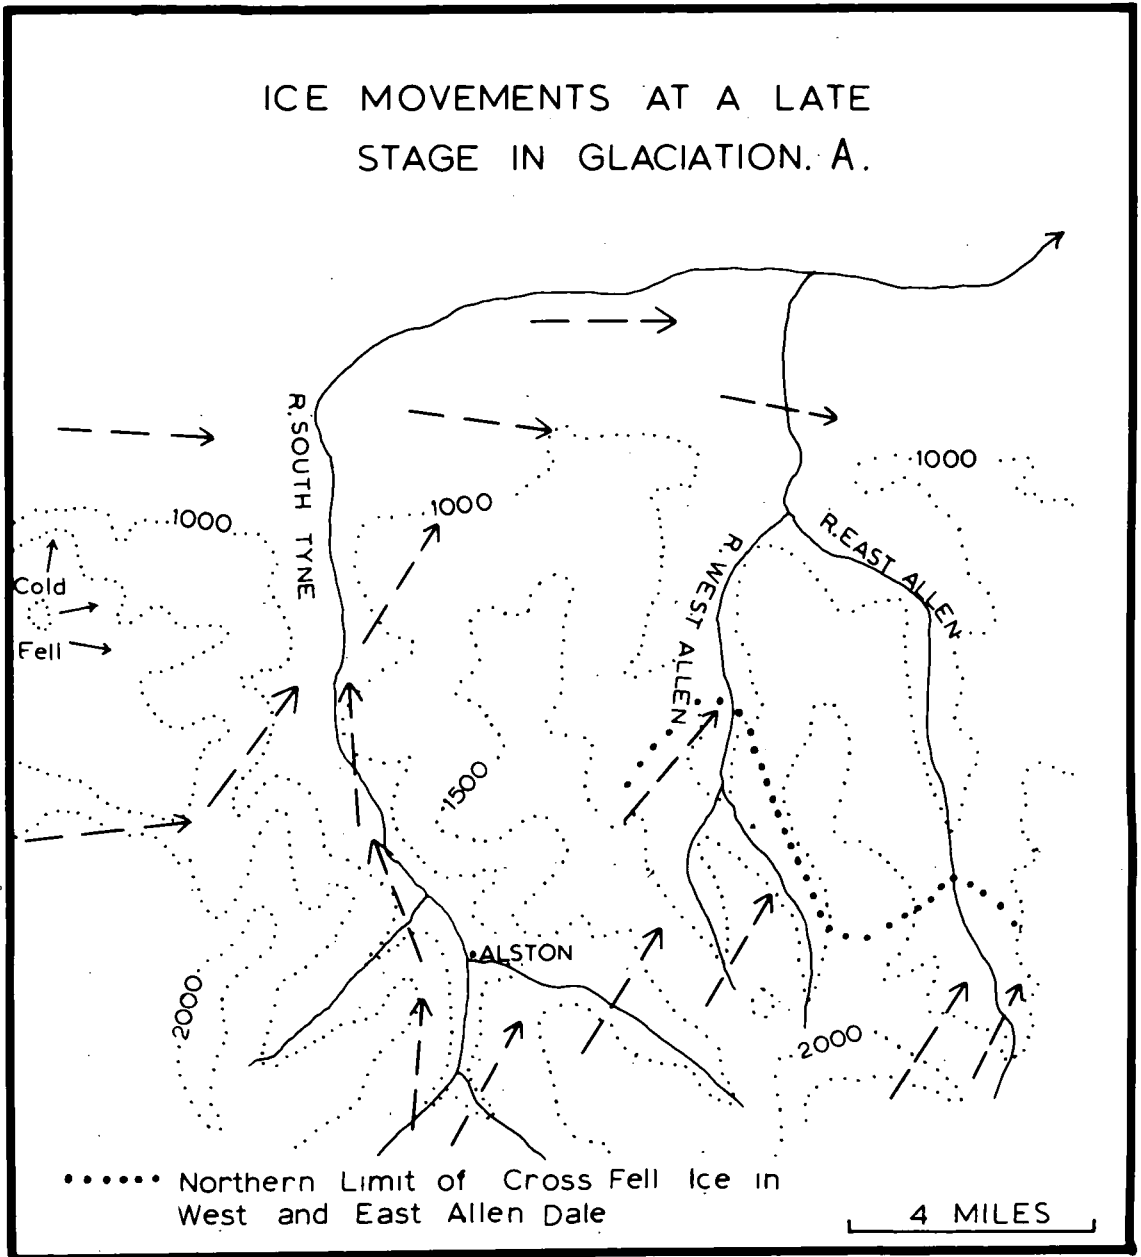 ICE MOVEMENTS AT A LATE
STAGE IN GLACIATION. A.
R. SOUTH TYNE
1000
1000
1000
Cold
Fell
R. EAST ALLEN
R. WEST ALLEN
1500
ALSTON
2000
2000
Northern Limit of Cross Fell Ice in
West and East Allen Dale
4 MILES